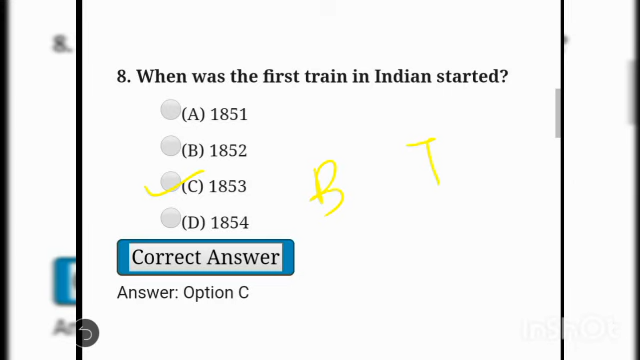 8. When was the first train in Indian started?
(A) 1851
(B) 1852
(C) 1853
(D) 1854
B T
Correct Answer
Answer: Option C
InShOt